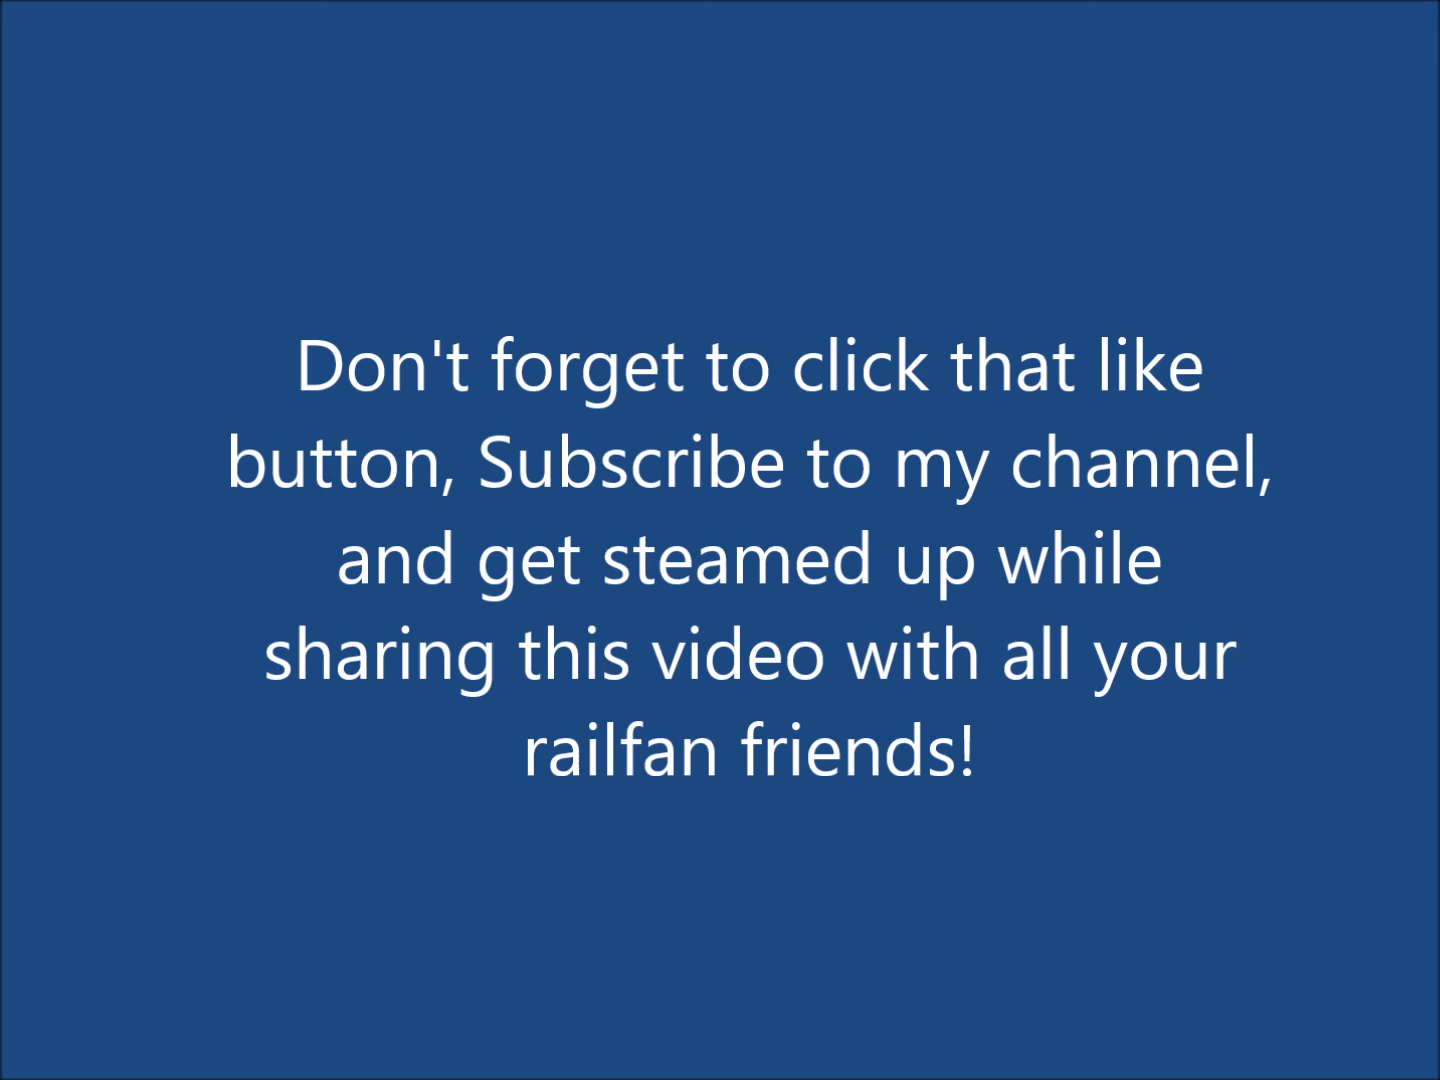 Don't forget to click that like
button, Subscribe to my channel,
and get steamed up while
sharing this video with all your
railfan friends!